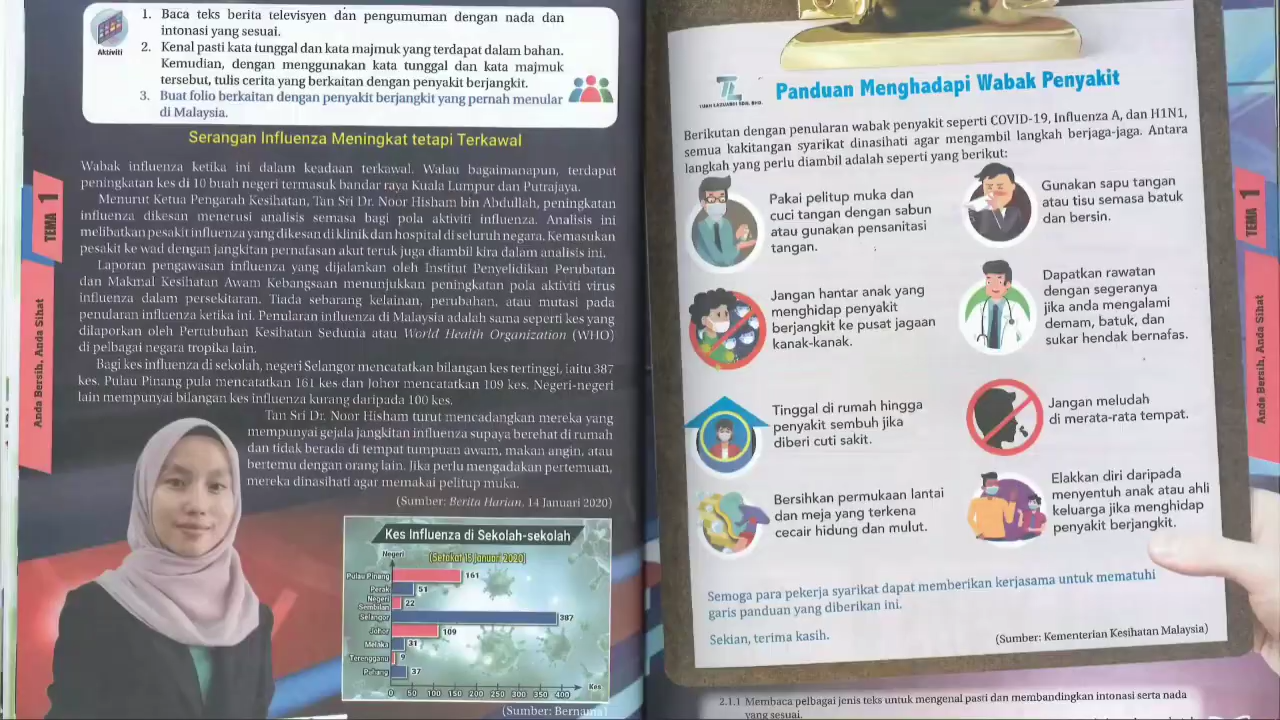 Aktiviti
1. Baca teks berita televisyen dan pengumuman dengan nada dan
intonasi yang sesuai.
2. Kenal pasti kata tunggal dan kata majmuk yang terdapat dalam bahan.
Kemudian, dengan menggunakan kata tunggal dan kata majmuk
tersebut, tulis cerita yang berkaitan dengan penyakit berjangkit.
3. Buat folio berkaitan dengan penyakit berjangkit yang pernah menular
di Malaysia.
TEMA 1
Anda Bersih, Anda Sihat
Serangan Influenza Meningkat tetapi Terkawal
Wabak influenza ketika ini dalam keadaan terkawal. Walau bagaimanapun, terdapat
peningkatan kes di 10 buah negeri termasuk bandar raya Kuala Lumpur dan Putrajaya.
Menurut Ketua Pengarah Kesihatan, Tan Sri Dr. Noor Hisham bin Abdullah, peningkatan
influenza dikesan menerusi analisis semasa bagi pola aktiviti influenza. Analisis ini
melibatkan pesakit influenza yang dikesan di klinik dan hospital di seluruh negara. Kemasukan
pesakit ke wad dengan jangkitan pernafasan akut teruk juga diambil kira dalam analisis ini.
Laporan pengawasan influenza yang dijalankan oleh Institut Penyelidikan Perubatan
dan Makmal Kesihatan Awam Kebangsaan menunjukkan peningkatan pola aktiviti virus
influenza dalam persekitaran. Tiada sebarang kelainan, perubahan, atau mutasi pada
penularan influenza ketika ini. Penularan influenza di Malaysia adalah sama seperti kes yang
dilaporkan oleh Pertubuhan Kesihatan Sedunia atau World Health Organization (WHO)
di pelbagai negara tropika lain.
Bagi kes influenza di sekolah, negeri Selangor mencatatkan bilangan kes tertinggi, iaitu 387
kes. Pulau Pinang pula mencatatkan 161 kes dan Johor mencatatkan 109 kes. Negeri-negeri
lain mempunyai bilangan kes influenza kurang daripada 100 kes.
Tan Sri Dr. Noor Hisham turut mencadangkan mereka yang
mempunyai gejala jangkitan influenza supaya berehat di rumah
dan tidak berada di tempat tumpuan awam, makan angin, atau
bertemu dengan orang lain. Jika perlu mengadakan pertemuan,
mereka dinasihati agar memakai pelitup muka.
(Sumber: Berita Harian, 14 Januari 2020)
Kes Influenza di Sekolah-sekolah
(Setakat 15 Januari 2020)
Negeri
Pulau Pinang 161
Perak 51
Negeri
Sembilan 22
Selangor 387
Johor 109
Melaka 31
Terengganu 9
Pahang 37
0 50 100 150 200 250 300 350 400 Kes
(Sumber: Bernama)
TUAH LAZUARDI SDN. BHD.
Panduan Menghadapi Wabak Penyakit
Berikutan dengan penularan wabak penyakit seperti COVID-19, Influenza A, dan H1N1,
semua kakitangan syarikat dinasihati agar mengambil langkah berjaga-jaga. Antara
langkah yang perlu diambil adalah seperti yang berikut:
Pakai pelitup muka dan
cuci tangan dengan sabun
atau gunakan pensanitasi
tangan.
Gunakan sapu tangan
atau tisu semasa batuk
dan bersin.
Jangan hantar anak yang
menghidap penyakit
berjangkit ke pusat jagaan
kanak-kanak.
Dapatkan rawatan
dengan segeranya
jika anda mengalami
demam, batuk, dan
sukar hendak bernafas.
Tinggal di rumah hingga
penyakit sembuh jika
diberi cuti sakit.
Jangan meludah
di merata-rata tempat.
Bersihkan permukaan lantai
dan meja yang terkena
cecair hidung dan mulut.
Elakkan diri daripada
menyentuh anak atau ahli
keluarga jika menghidap
penyakit berjangkit.
Semoga para pekerja syarikat dapat memberikan kerjasama untuk mematuhi
garis panduan yang diberikan ini.
Sekian, terima kasih.
(Sumber: Kementerian Kesihatan Malaysia)
TEMA 1
Anda Bersih, Anda Sihat
2.1.1 Membaca pelbagai jenis teks untuk mengenal pasti dan membandingkan intonasi serta nada
yang sesuai.